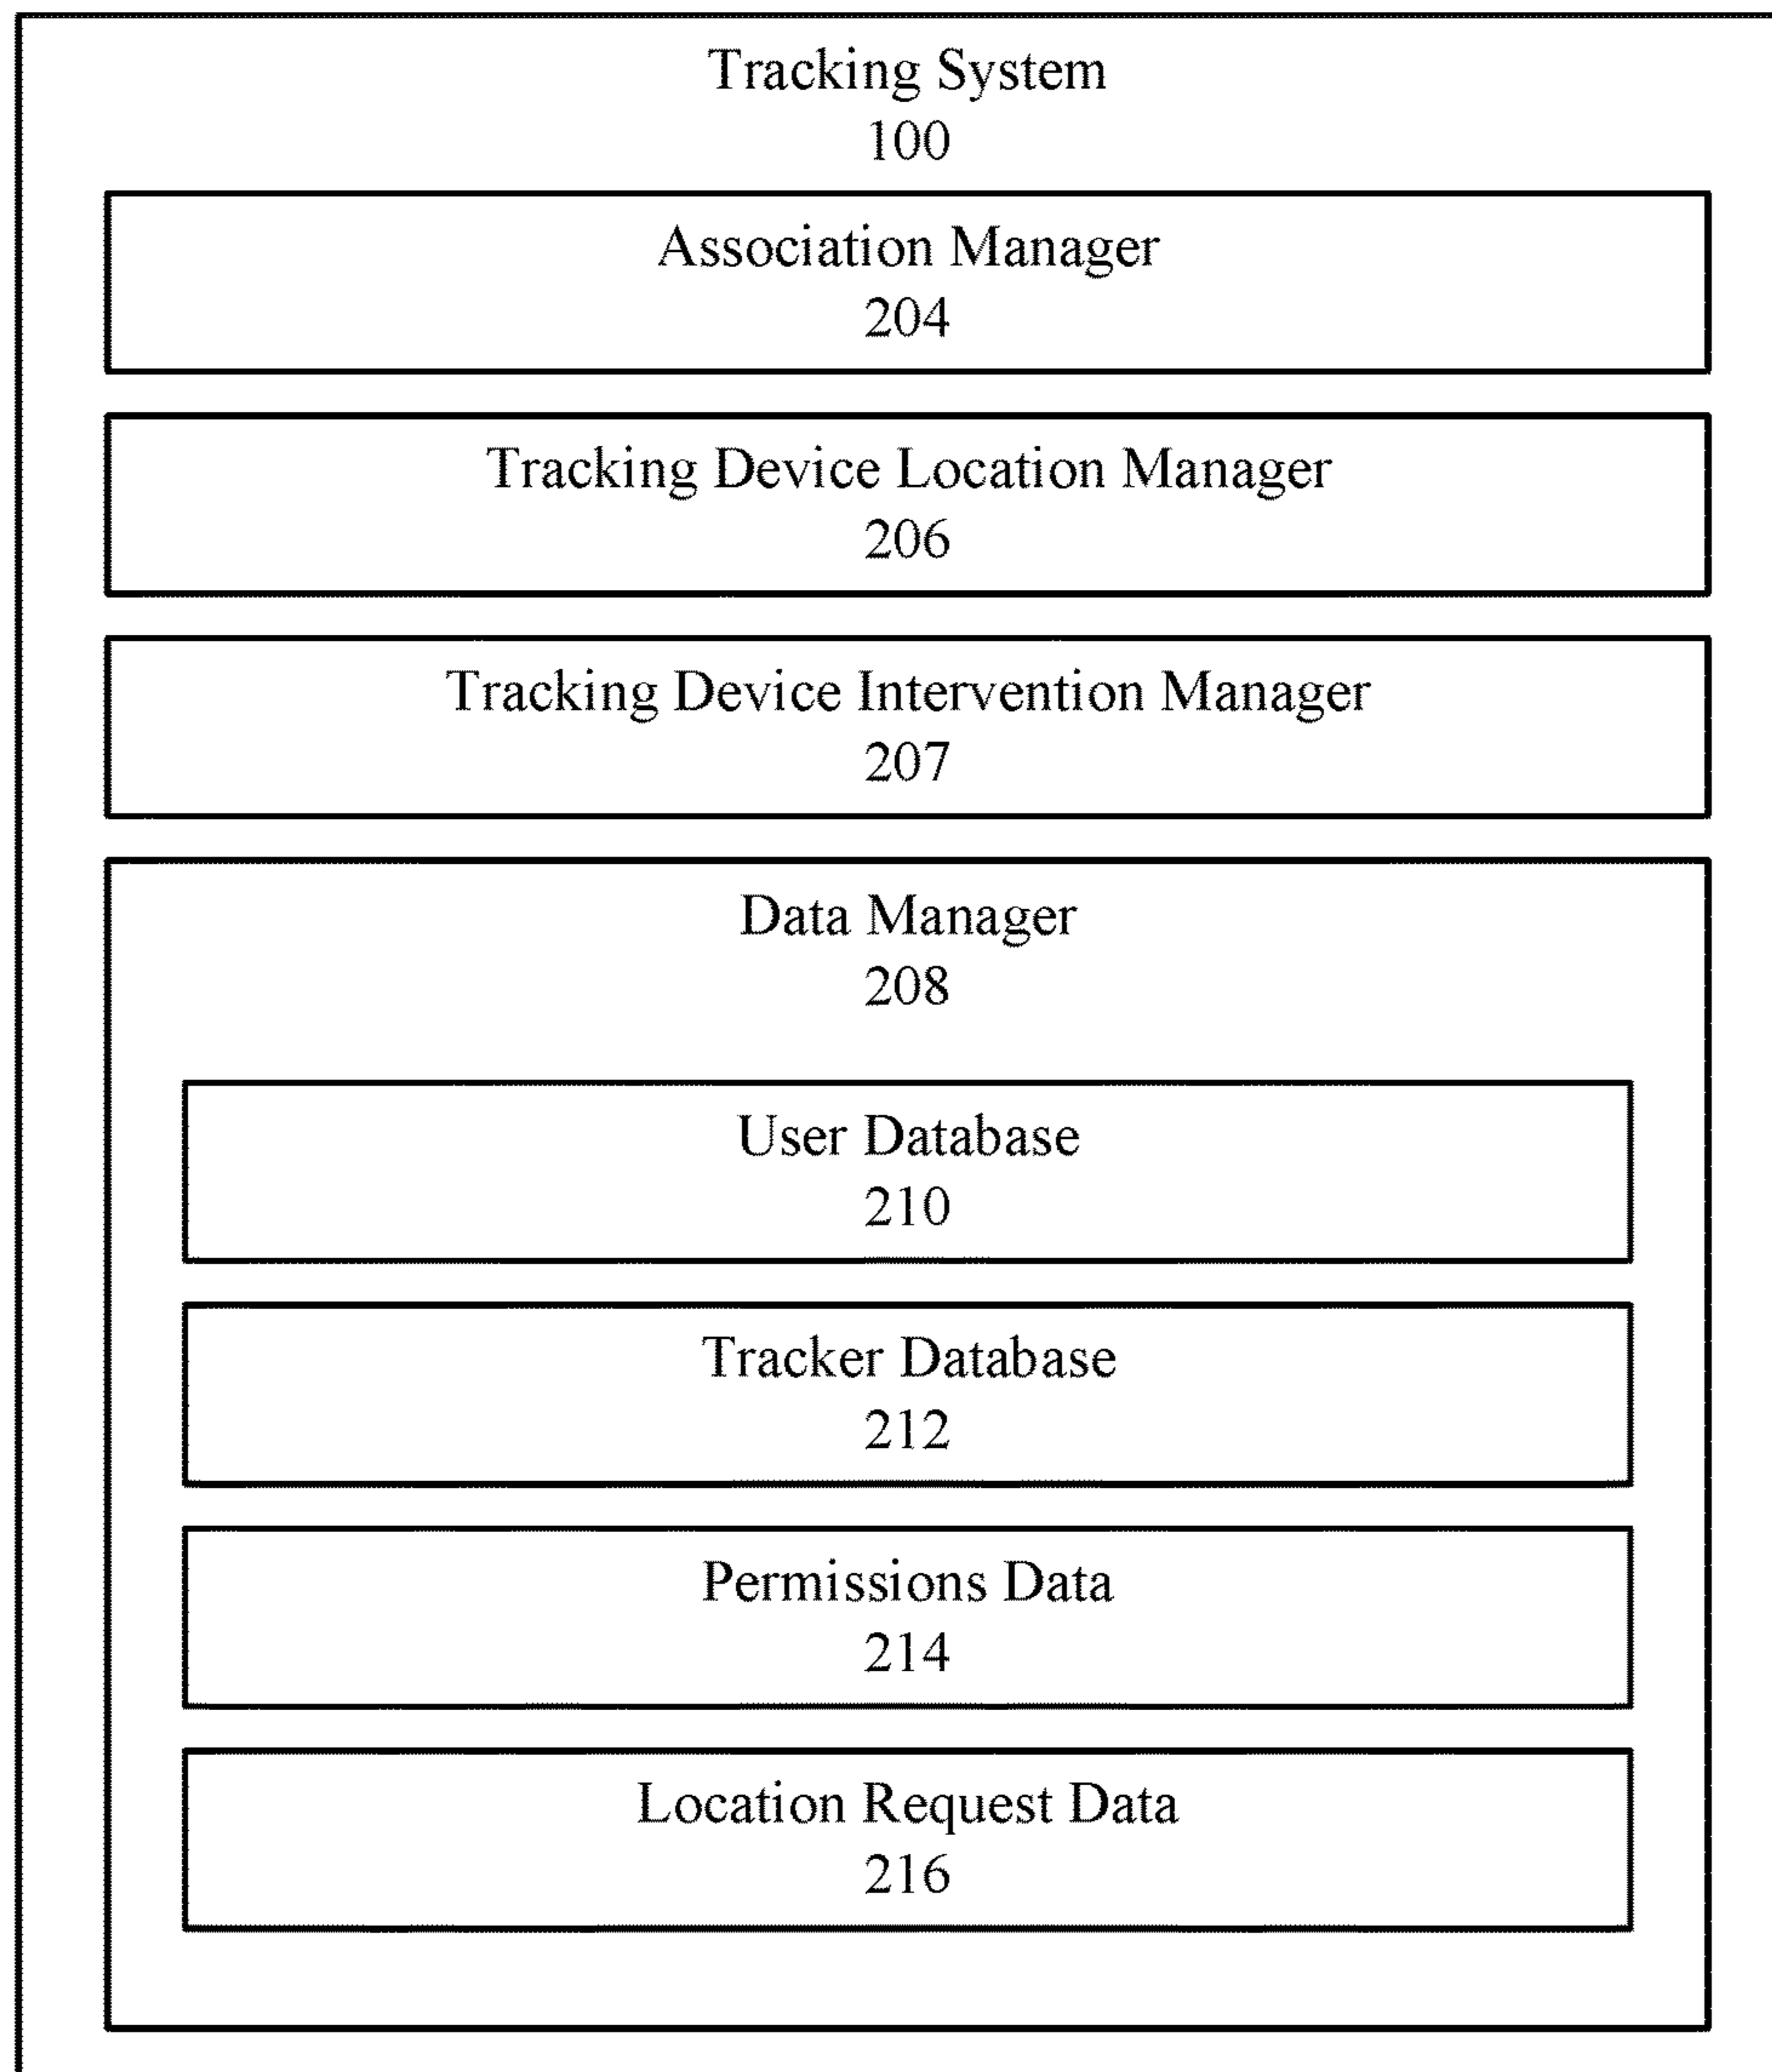 Tracking System
100
Association Manager
204
Tracking Device Location Manager
206
Tracking Device Intervention Manager
207
Data Manager
208
User Database
210
Tracker Database
212
Permissions Data
214
Location Request Data
216